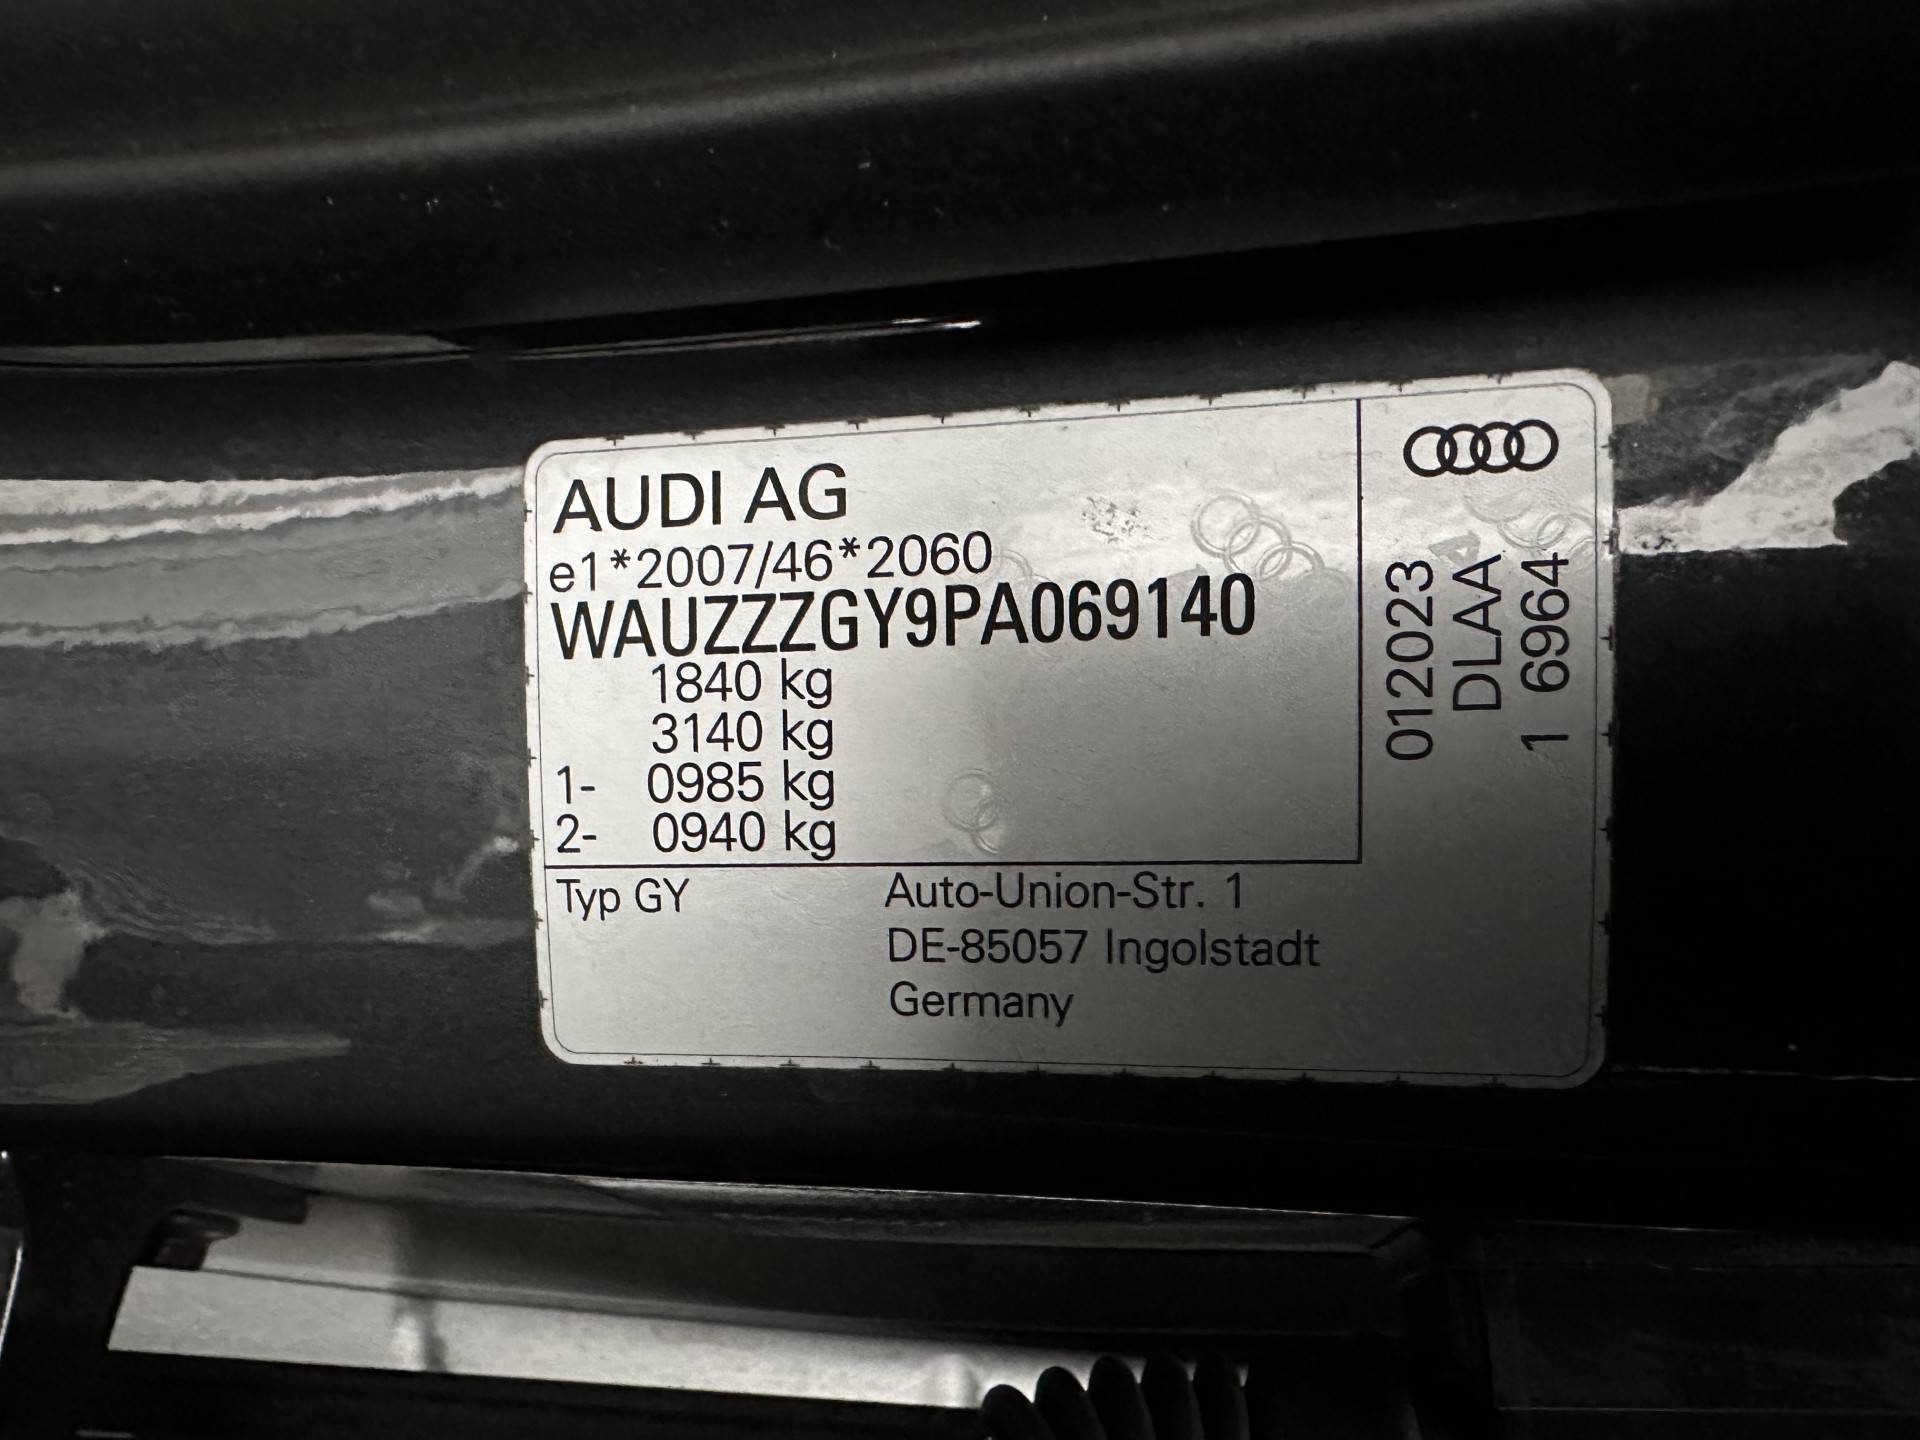 AUDI AG
e1*2007/46*2060
WAUZZZGY9PA069140
1840 kg
3140 kg
1- 0985 kg
2- 0940 kg
Typ GY
Auto-Union-Str. 1
DE-85057 Ingolstadt
Germany
012023
DLAA
1 6964